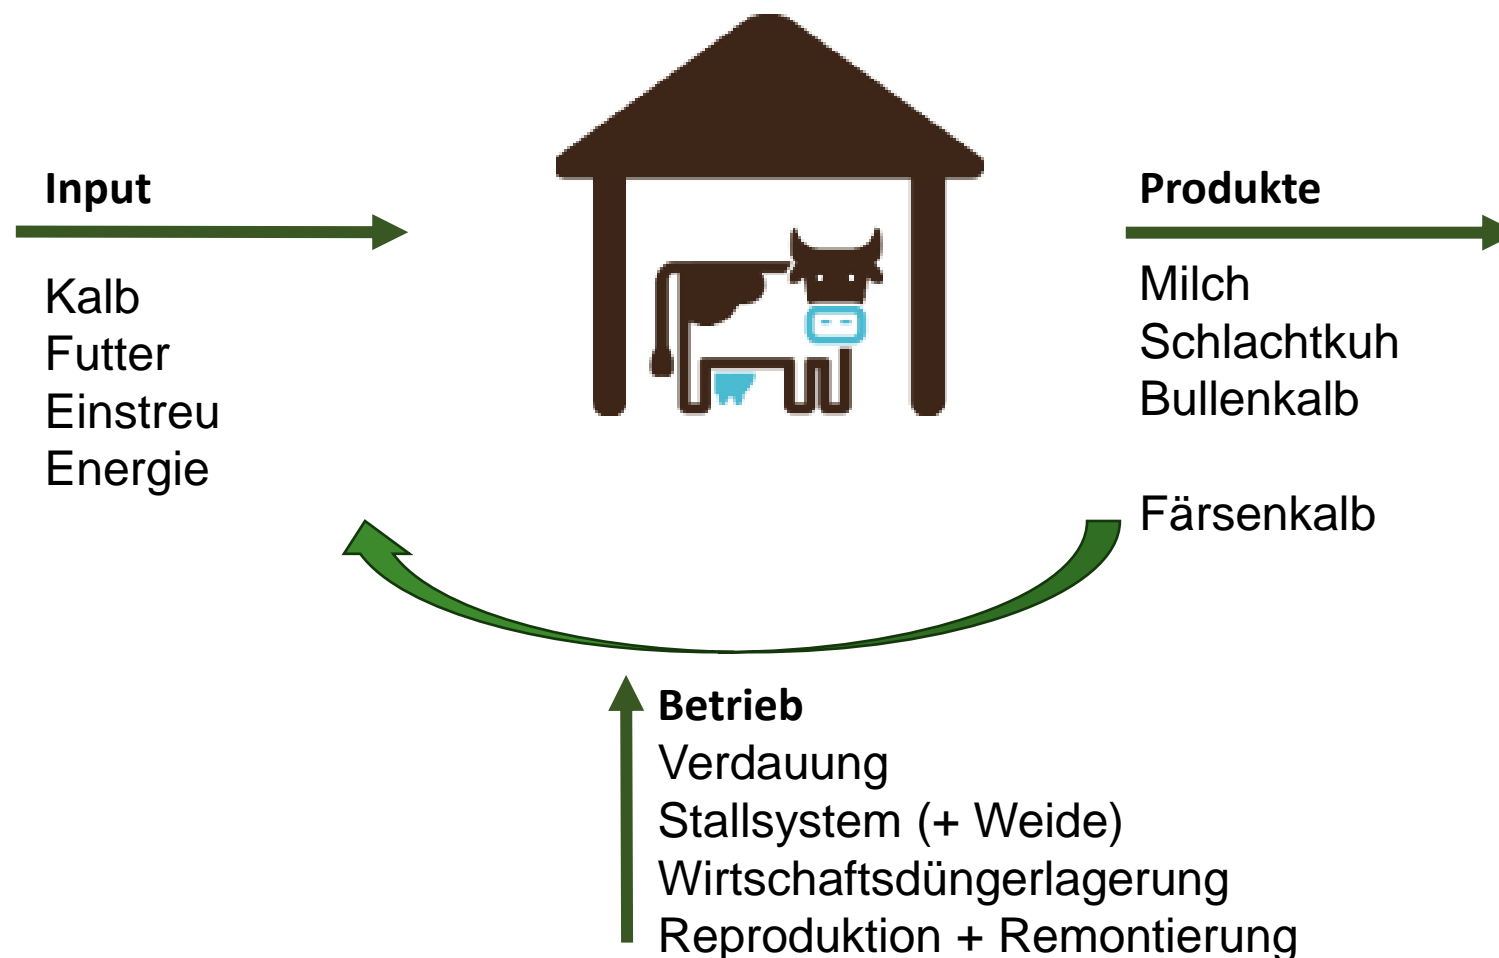 Input
Kalb
Futter
Einstreu
Energie
Produkte
Milch
Schlachtkuh
Bullenkalb
Färsenkalb
Betrieb
Verdauung
Stallsystem (+ Weide)
Wirtschaftsdüngerlagerung
Reproduktion + Remontierung